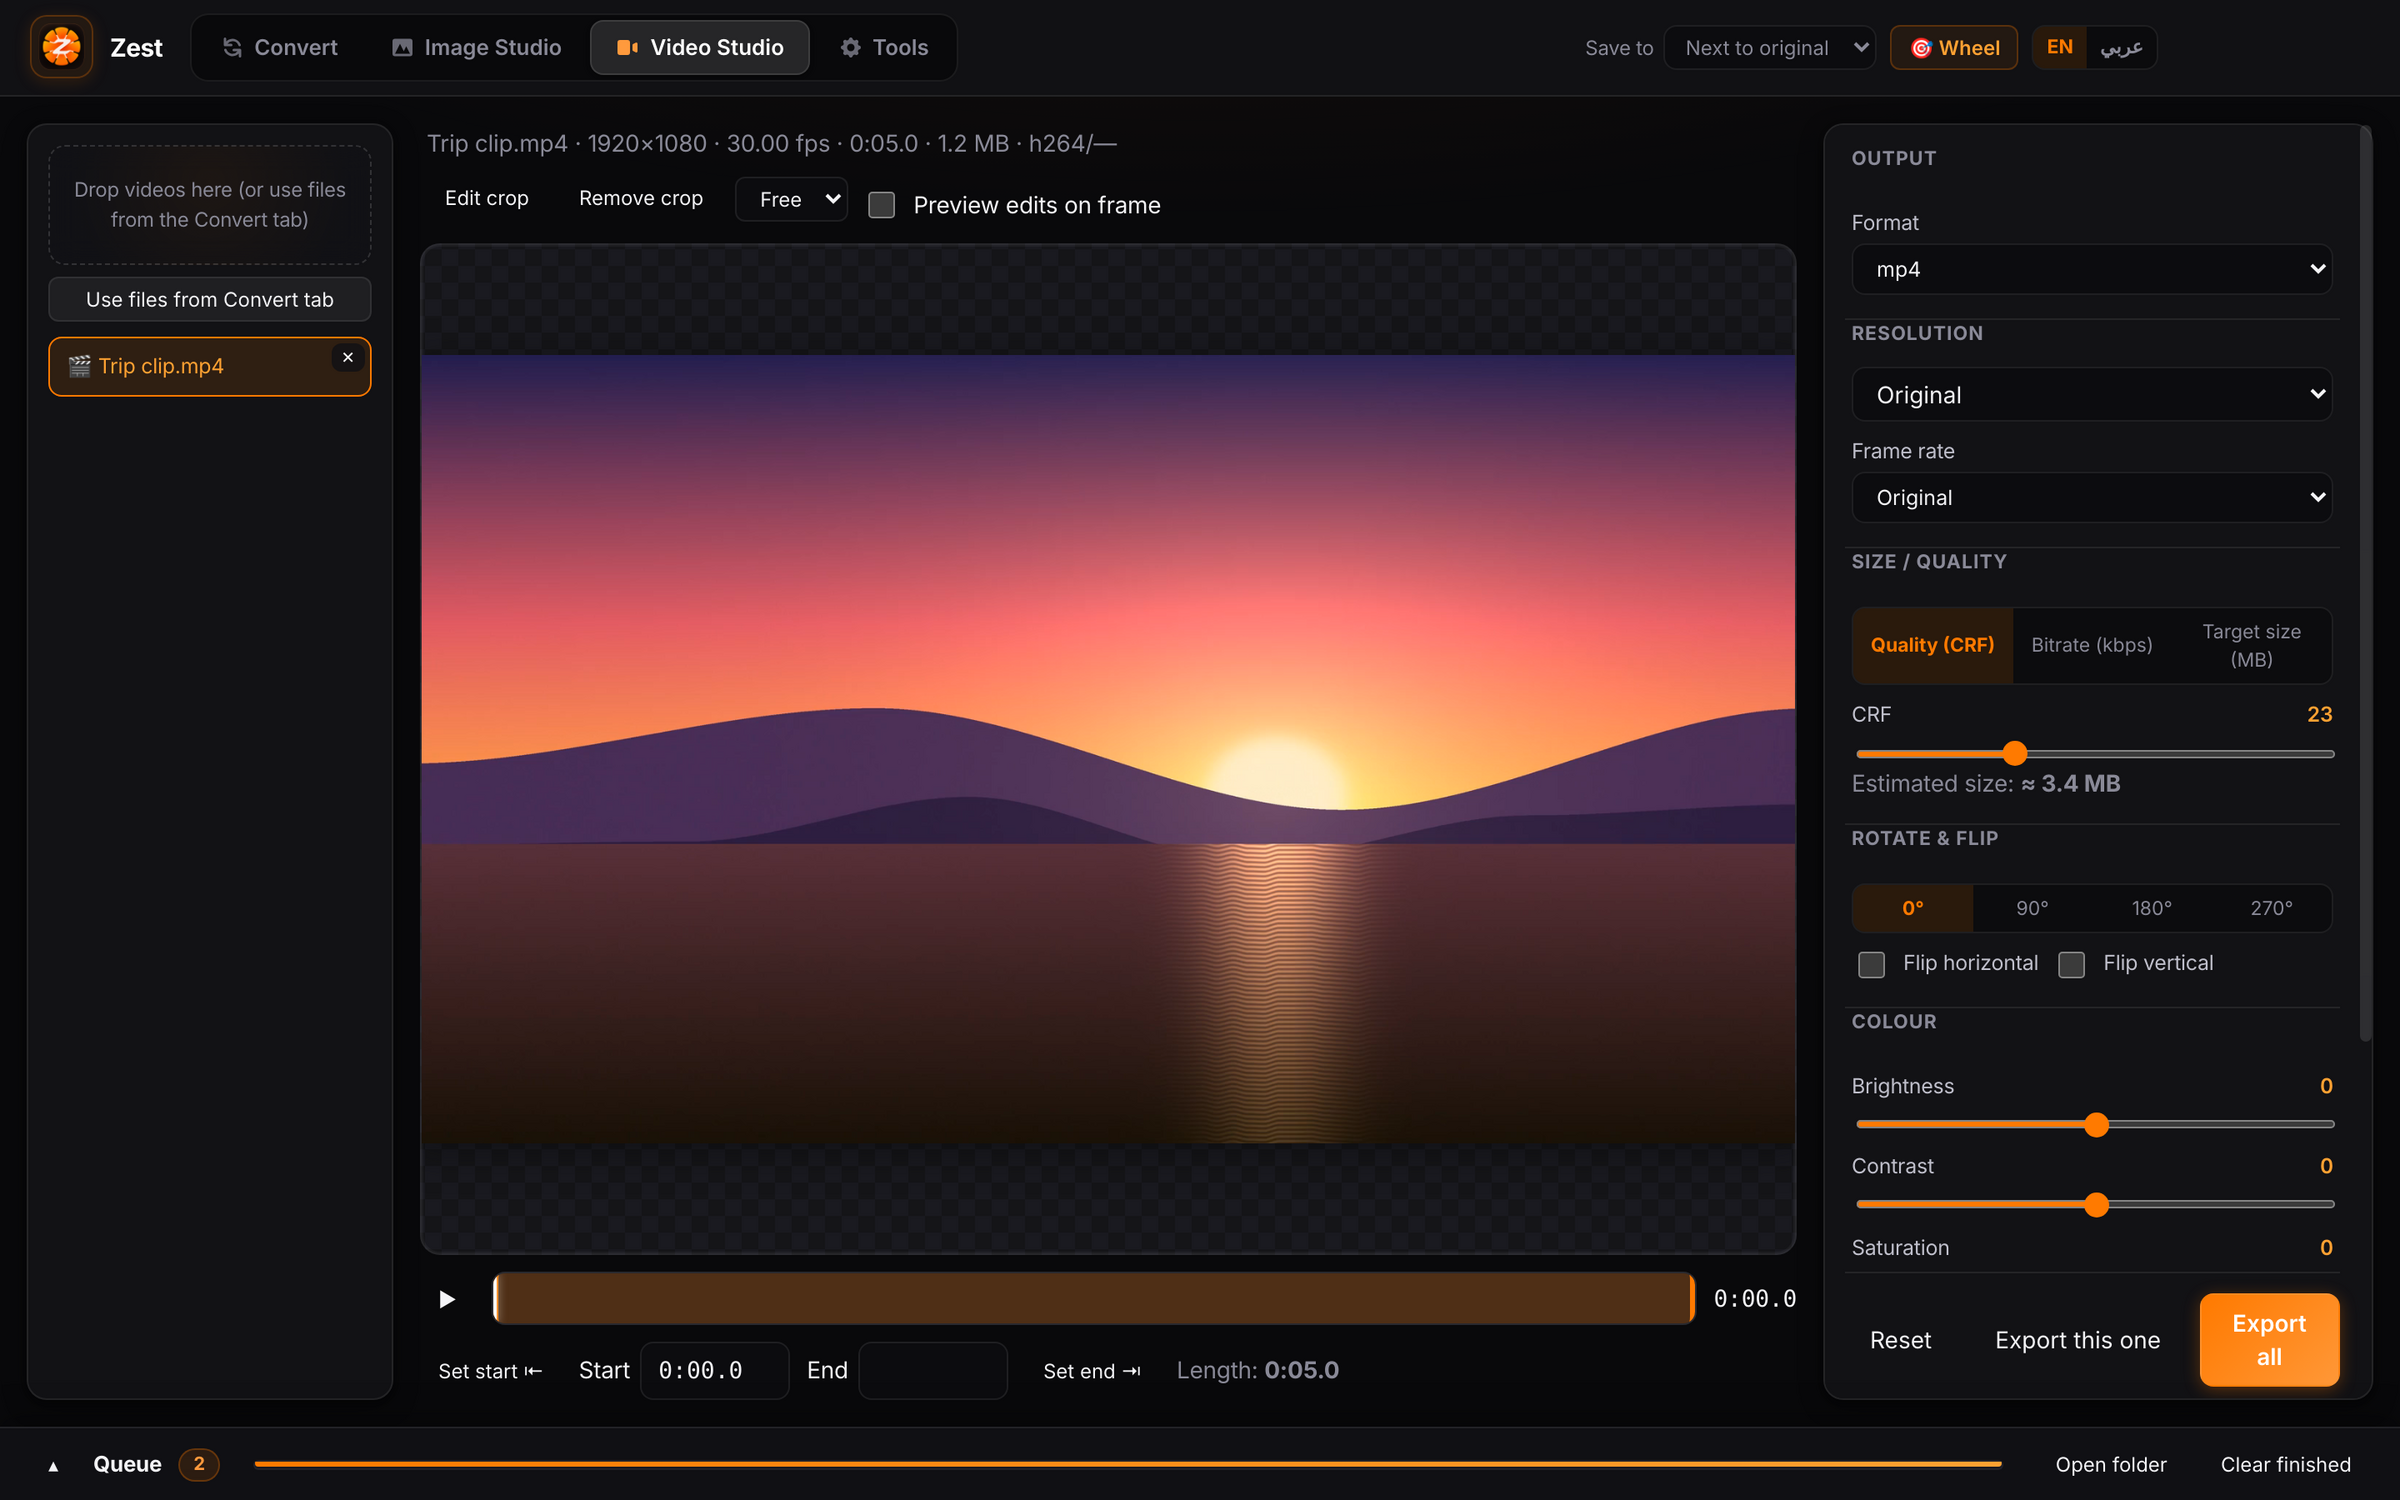 Zest
Convert
Image Studio
Video Studio
Tools
Save to
Next to original
Wheel
EN
عربي
Drop videos here (or use files
from the Convert tab)
Use files from Convert tab
Trip clip.mp4
Trip clip.mp4 · 1920×1080 · 30.00 fps · 0:05.0 · 1.2 MB · h264/—
Edit crop
Remove crop
Free
Preview edits on frame
0:00.0
Set start ⇤
Start
0:00.0
End
Set end ⇥
Length: 0:05.0
OUTPUT
Format
mp4
RESOLUTION
Original
Frame rate
Original
SIZE / QUALITY
Quality (CRF)
Bitrate (kbps)
Target size
(MB)
CRF
23
Estimated size: ≈ 3.4 MB
ROTATE & FLIP
0°
90°
180°
270°
Flip horizontal
Flip vertical
COLOUR
Brightness
0
Contrast
0
Saturation
0
Reset
Export this one
Export
all
Queue
2
Open folder
Clear finished